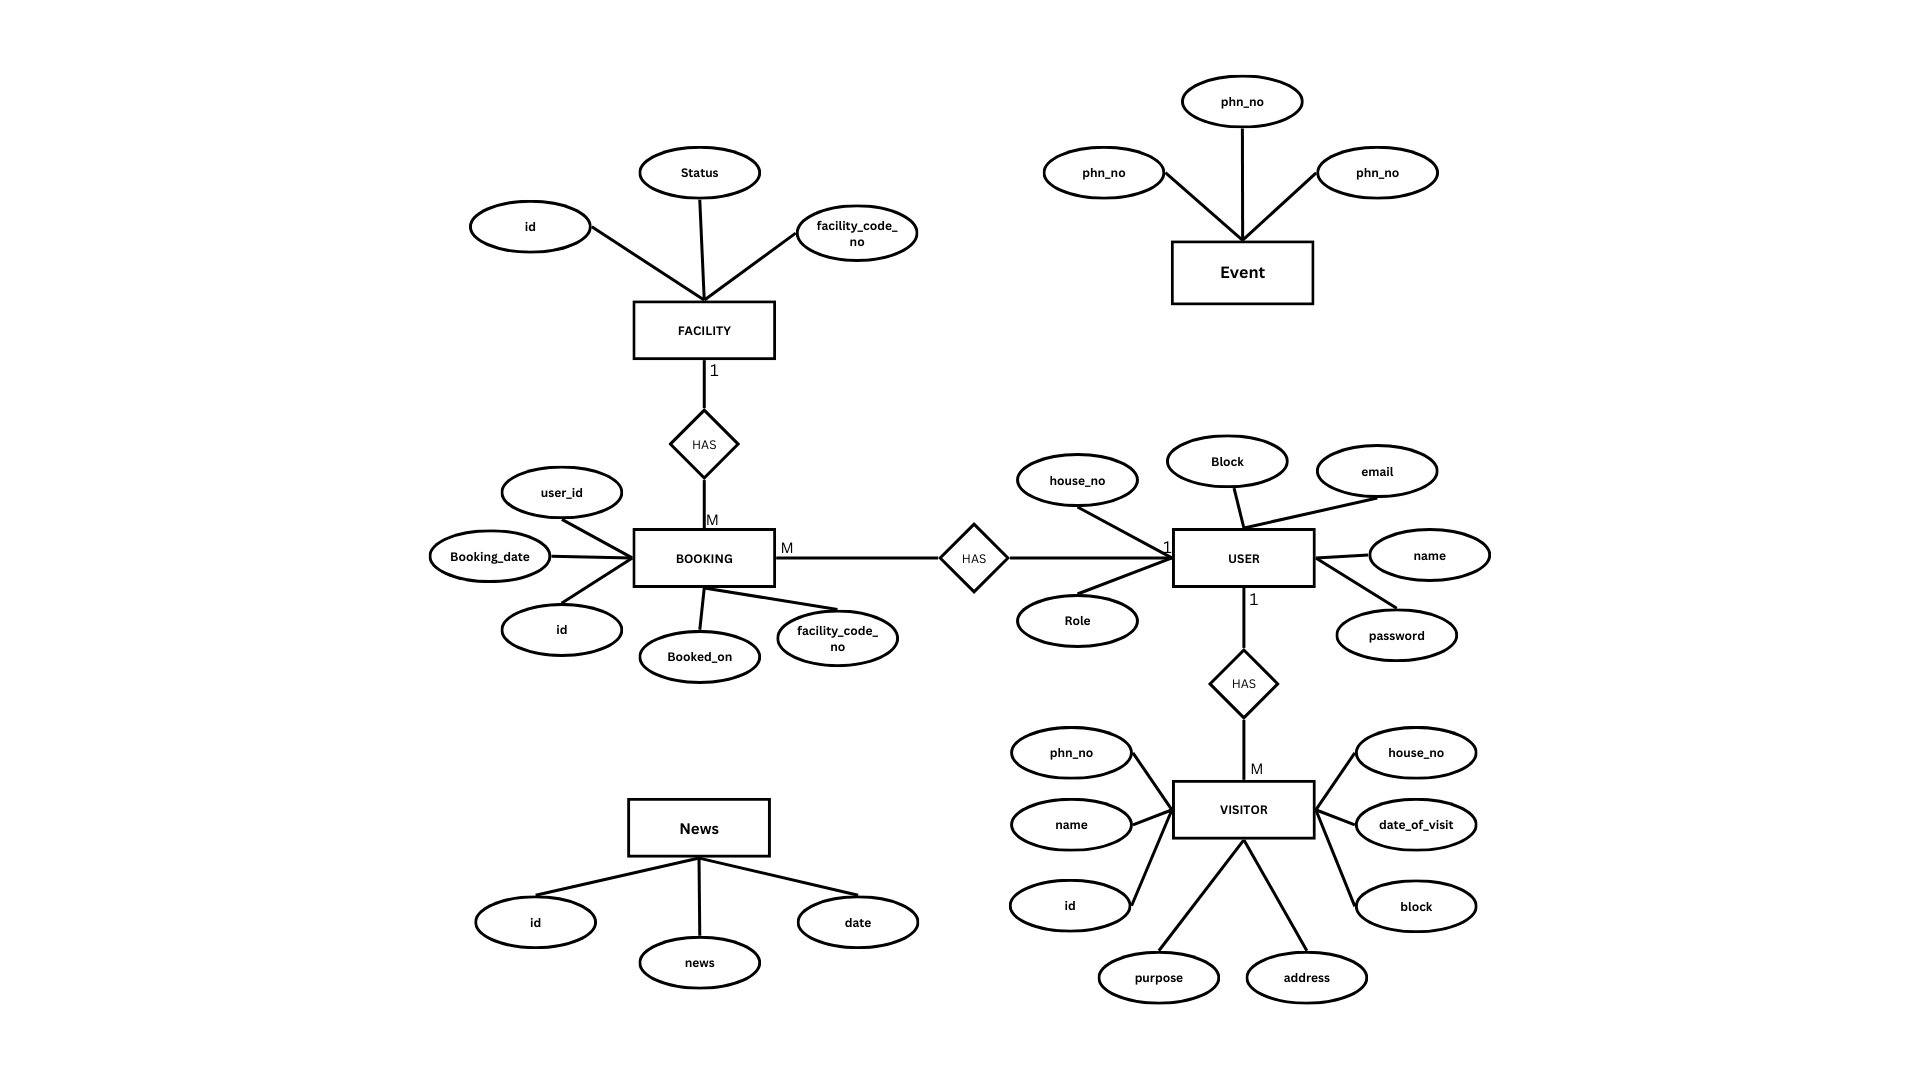 phn_no
phn_no
phn_no
Event
Status
id
facility_code_
no
FACILITY
1
HAS
M
user_id
Booking_date
id
BOOKING
Booked_on
facility_code_
no
M
HAS
1
house_no
Block
email
USER
name
Role
password
1
HAS
M
phn_no
house_no
VISITOR
name
date_of_visit
id
block
purpose
address
News
id
news
date